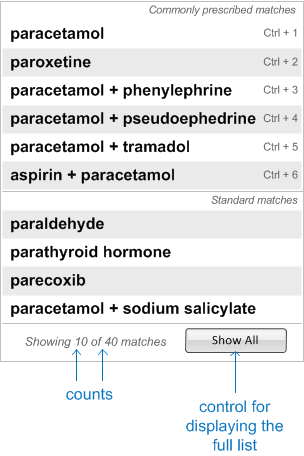 Commonly prescribed matches
paracetamol Ctrl + 1
paroxetine Ctrl + 2
paracetamol + phenylephrine Ctrl + 3
paracetamol + pseudoephedrine Ctrl + 4
paracetamol + tramadol Ctrl + 5
aspirin + paracetamol Ctrl + 6
Standard matches
paraldehyde
parathyroid hormone
parecoxib
paracetamol + sodium salicylate
Showing 10 of 40 matches Show All
counts
control for
displaying the
full list